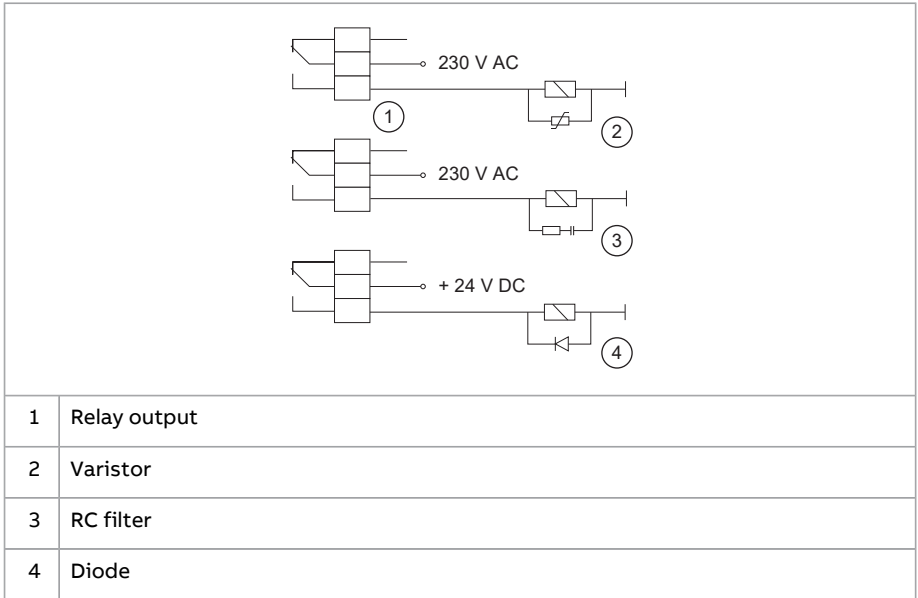 230 V AC
1
2
230 V AC
3
+ 24 V DC
4
1 Relay output
2 Varistor
3 RC filter
4 Diode